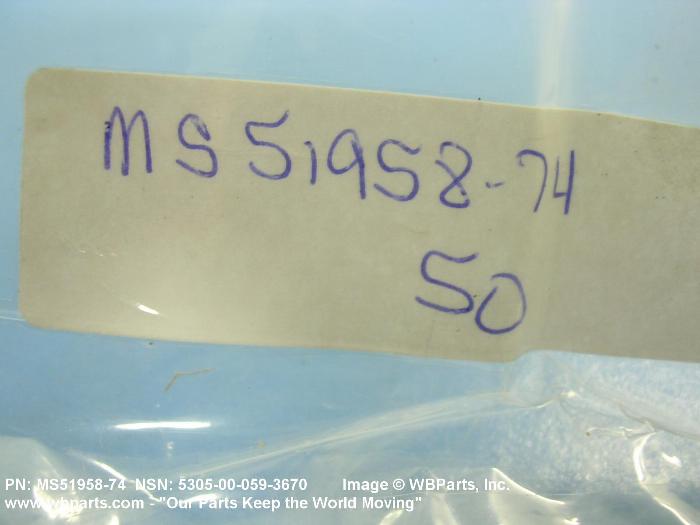 MS51958-74
50
PN: MS51958-74 NSN: 5305-00-059-3670 Image © WBParts, Inc.
www.wbparts.com - "Our Parts Keep the World Moving"